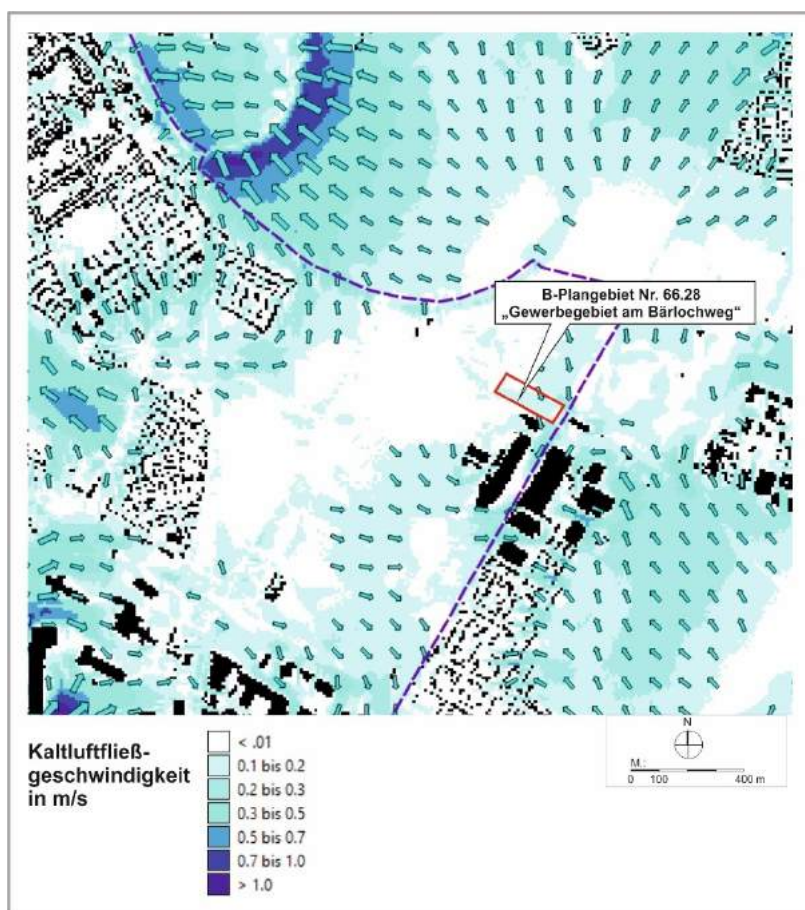 B-Plangebiet Nr. 66.28
„Gewerbegebiet am Bärlochweg“
Kaltluftfließ-
geschwindigkeit
in m/s
< .01
0.1 bis 0.2
0.2 bis 0.3
0.3 bis 0.5
0.5 bis 0.7
0.7 bis 1.0
> 1.0
N
M.:
0 100 400 m